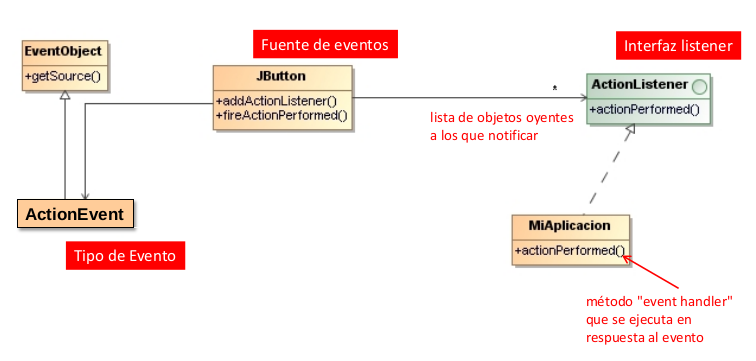 Fuente de eventos
Interfaz listener
EventObject
+getSource()
JButton
+addActionListener()
+fireActionPerformed()
*
ActionListener
+actionPerformed()
lista de objetos oyentes
a los que notificar
ActionEvent
Tipo de Evento
MiAplicacion
+actionPerformed()
método "event handler"
que se ejecuta en
respuesta al evento